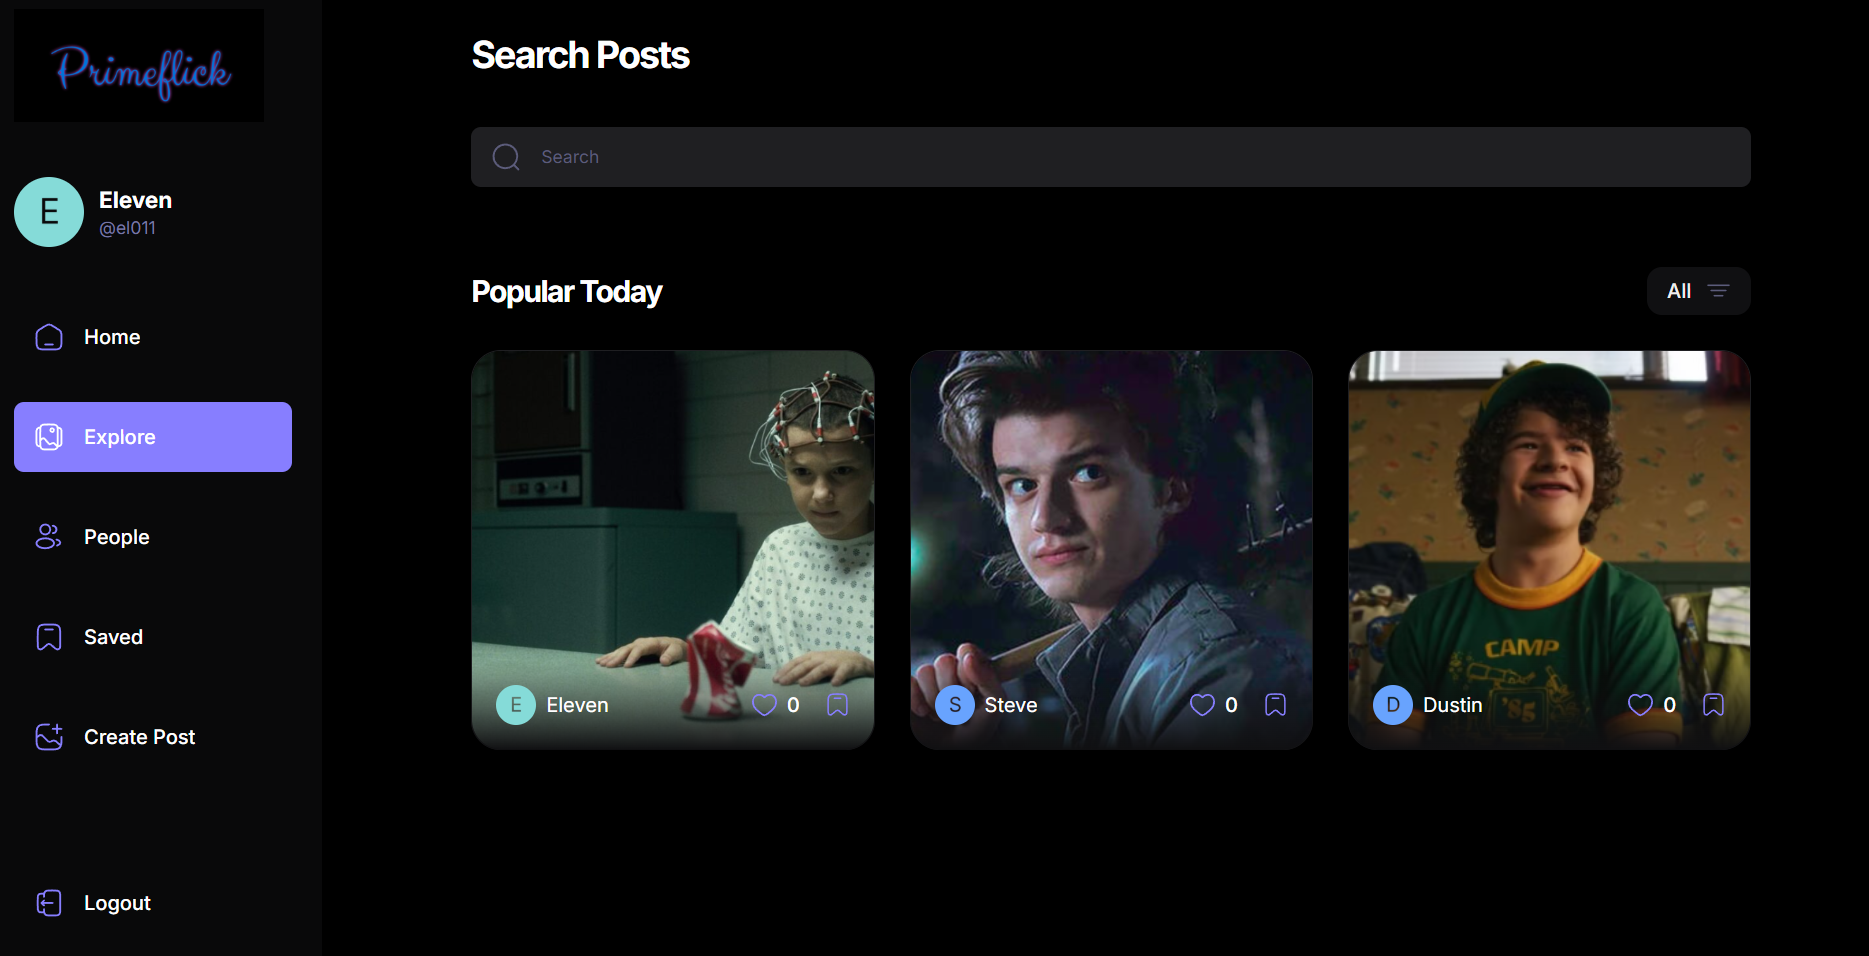 Primeflick
E
Eleven
@el011
Home
Explore
People
Saved
Create Post
Logout
Search Posts
Search
Popular Today
All
E Eleven 0
S Steve 0
CAMP
'85
D Dustin 0